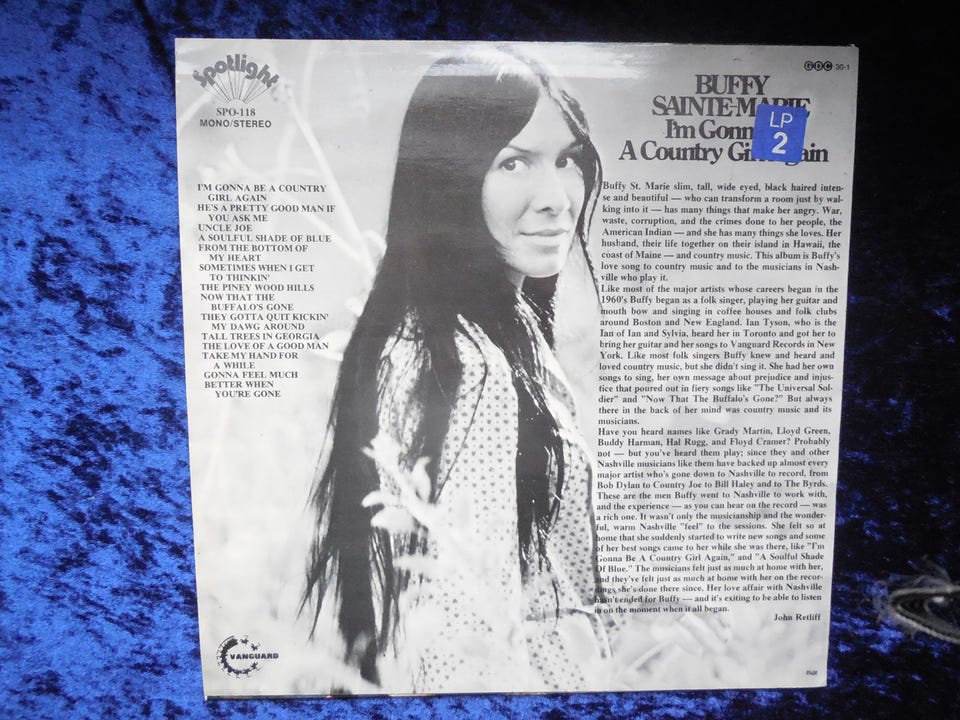 Spotlight
SPO-118
MONO/STEREO
GDC 30-1
BUFFY
SAINTE-MARIE
I'm Gonn
A Country Gi ain
LP
2
I'M GONNA BE A COUNTRY
GIRL AGAIN
HE'S A PRETTY GOOD MAN IF
YOU ASK ME
UNCLE JOE
A SOULFUL SHADE OF BLUE
FROM THE BOTTOM OF
MY HEART
SOMETIMES WHEN I GET
TO THINKIN'
THE PINEY WOOD HILLS
NOW THAT THE
BUFFALO'S GONE
THEY GOTTA QUIT KICKIN'
MY DAWG AROUND
TALL TREES IN GEORGIA
THE LOVE OF A GOOD MAN
TAKE MY HAND FOR
A WHILE
GONNA FEEL MUCH
BETTER WHEN
YOU'RE GONE
Buffy St. Marie slim, tall, wide eyed, black haired inten-
se and beautiful — who can transform a room just by wal-
king into it — has many things that make her angry. War,
waste, corruption, and the crimes done to her people, the
American Indian — and she has many things she loves. Her
husband, their life together on their island in Hawaii, the
coast of Maine — and country music. This album is Buffy's
love song to country music and to the musicians in Nash-
ville who play it.
Like most of the major artists whose careers began in the
1960's Buffy began as a folk singer, playing her guitar and
mouth bow and singing in coffee houses and folk clubs
around Boston and New England. Ian Tyson, who is the
Ian of Ian and Sylvia, heard her in Toronto and got her to
bring her guitar and her songs to Vanguard Records in New
York. Like most folk singers Buffy knew and heard and
loved country music, but she didn't sing it. She had her own
songs to sing, her own message about prejudice and injus-
tice that poured out in fiery songs like "The Universal Sol-
dier" and "Now That The Buffalo's Gone?" But always
there in the back of her mind was country music and its
musicians.
Have you heard names like Grady Martin, Lloyd Green,
Buddy Harman, Hal Rugg, and Floyd Cramer? Probably
not — but you've heard them play; since they and other
Nashville musicians like them have backed up almost every
major artist who's gone down to Nashville to record, from
Bob Dylan to Country Joe to Bill Haley and to The Byrds.
These are the men Buffy went to Nashville to work with,
and the experience — as you can hear on the record — was
a rich one. It wasn't only the musicianship and the wonder-
ful, warm Nashville "feel" to the sessions. She felt so at
home that she suddenly started to write new songs and some
of her best songs came to her while she was there, like "I'm
Gonna Be A Country Girl Again," and "A Soulful Shade
Of Blue." The musicians felt just as much at home with her,
and they've felt just as much at home with her on the recor-
dings she's done there since. Her love affair with Nashville
hasn't ended for Buffy — and it's exiting to be able to listen
in on the moment when it all began.
John Retliff
VANGUARD